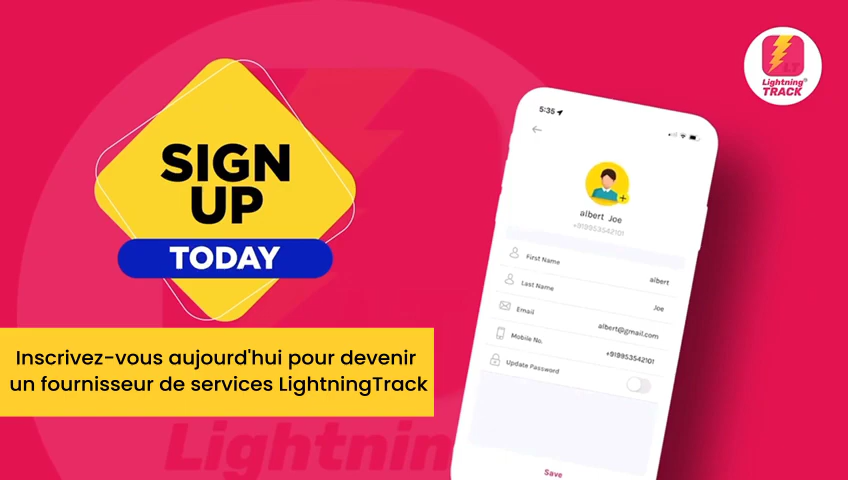 SIGN
UP
TODAY
Inscrivez-vous aujourd'hui pour devenir
un fournisseur de services LightningTrack
LT
Lightning®
TRACK
5:35
albert Joe
+919953542101
First Name
albert
Last Name
Joe
Email
albert@gmail.com
Mobile No.
+919953542101
Update Password
Save
Lightnin